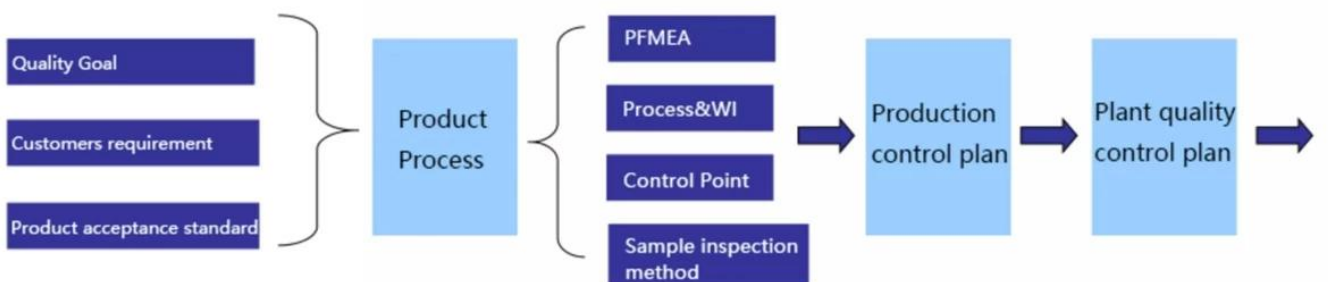 Quality Goal
Customers requirement
Product acceptance standard
Product
Process
PFMEA
Process&WI
Control Point
Sample inspection
method
Production
control plan
Plant quality
control plan